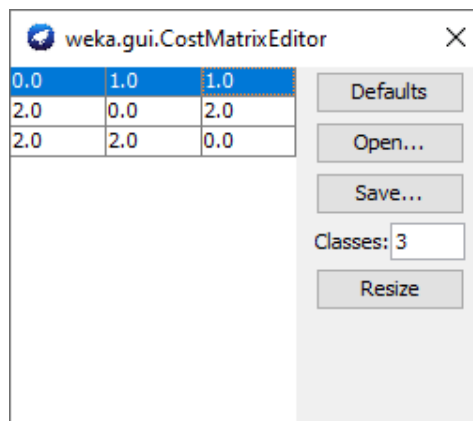 weka.gui.CostMatrixEditor
0.0 1.0 1.0
2.0 0.0 2.0
2.0 2.0 0.0
Defaults
Open...
Save...
Classes: 3
Resize